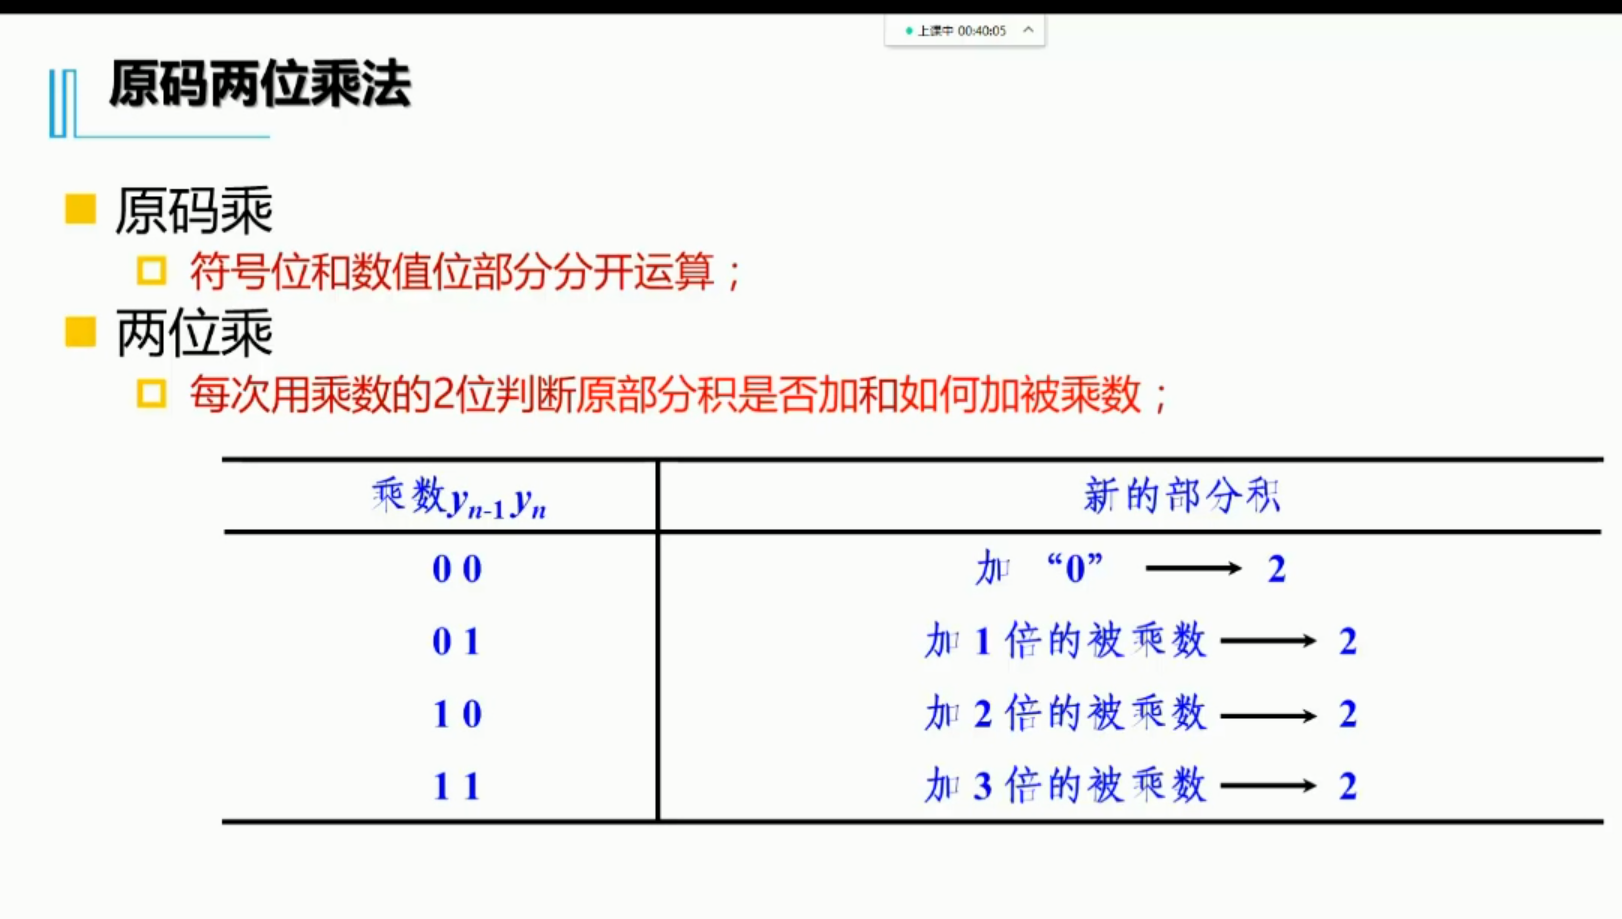 上课中 00:40:05
原码两位乘法
原码乘
符号位和数值位部分分开运算；
两位乘
每次用乘数的2位判断原部分积是否加和如何加被乘数；
乘数yn-1 yn 新的部分积
0 0 加 “0” → 2
0 1 加 1 倍的被乘数 → 2
1 0 加 2 倍的被乘数 → 2
1 1 加 3 倍的被乘数 → 2